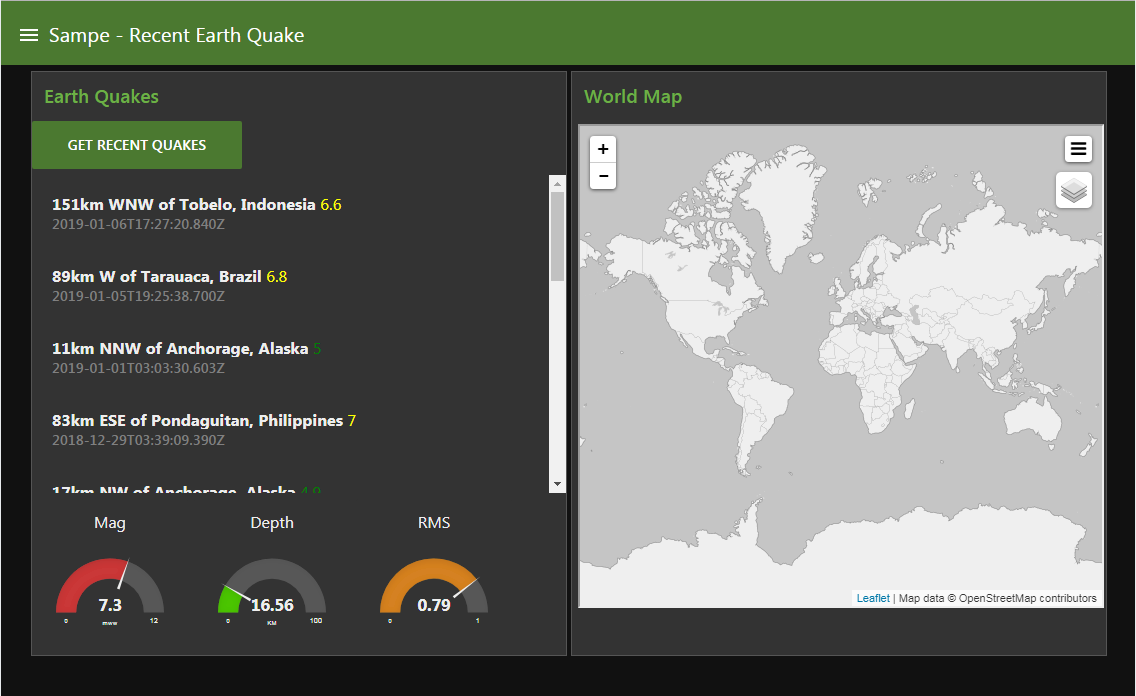 Sampe - Recent Earth Quake
Earth Quakes
GET RECENT QUAKES
151km WNW of Tobelo, Indonesia 6.6
2019-01-06T17:27:20.840Z
89km W of Tarauaca, Brazil 6.8
2019-01-05T19:25:38.700Z
11km NNW of Anchorage, Alaska 5
2019-01-01T03:03:30.603Z
83km ESE of Pondaguitan, Philippines 7
2018-12-29T03:39:09.390Z
17km NW of Anchorage, Alaska 4.9
Mag
Depth
RMS
7.3
16.56
0.79
0 mww 12
0 KM 100
0 1
World Map
+
−
Leaflet | Map data © OpenStreetMap contributors